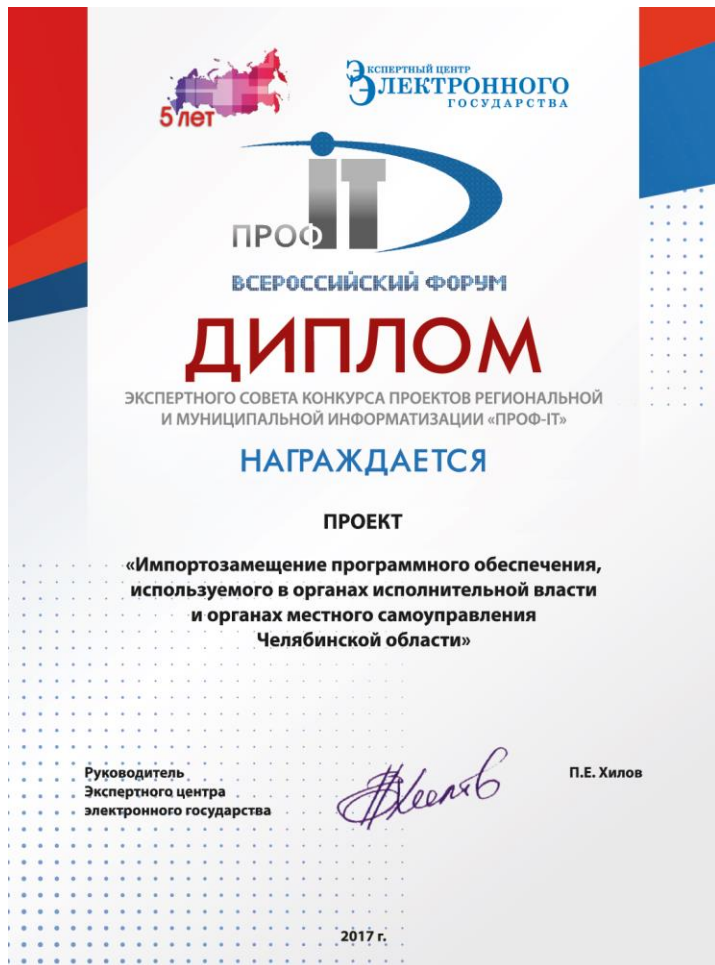 5 лет
ЭКСПЕРТНЫЙ ЦЕНТР
ЭЛЕКТРОННОГО
ГОСУДАРСТВА
ПРОФ IT
ВСЕРОССИЙСКИЙ ФОРУМ
ДИПЛОМ
ЭКСПЕРТНОГО СОВЕТА КОНКУРСА ПРОЕКТОВ РЕГИОНАЛЬНОЙ
И МУНИЦИПАЛЬНОЙ ИНФОРМАТИЗАЦИИ «ПРОФ-IT»
НАГРАЖДАЕТСЯ
ПРОЕКТ
«Импортозамещение программного обеспечения,
используемого в органах исполнительной власти
и органах местного самоуправления
Челябинской области»
Руководитель
Экспертного центра
электронного государства
П.Е. Хилов
2017 г.